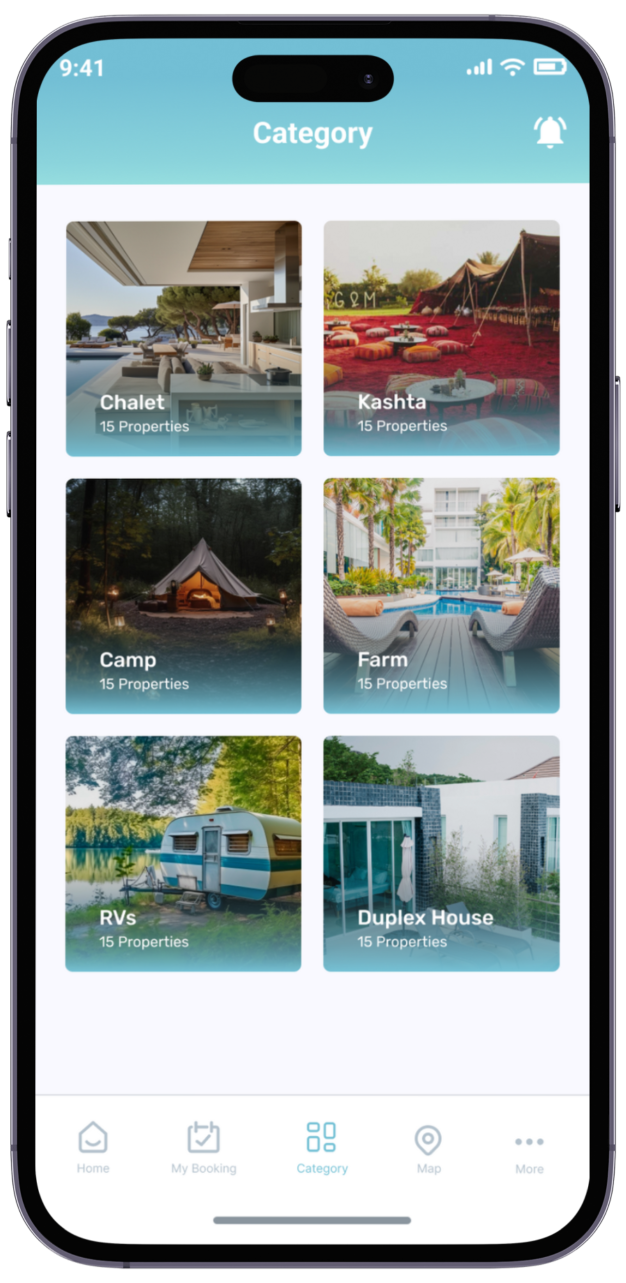 9:41
Category
G&M
Chalet
15 Properties
Kashta
15 Properties
Camp
15 Properties
Farm
15 Properties
RVs
15 Properties
Duplex House
15 Properties
Home
My Booking
Category
Map
More